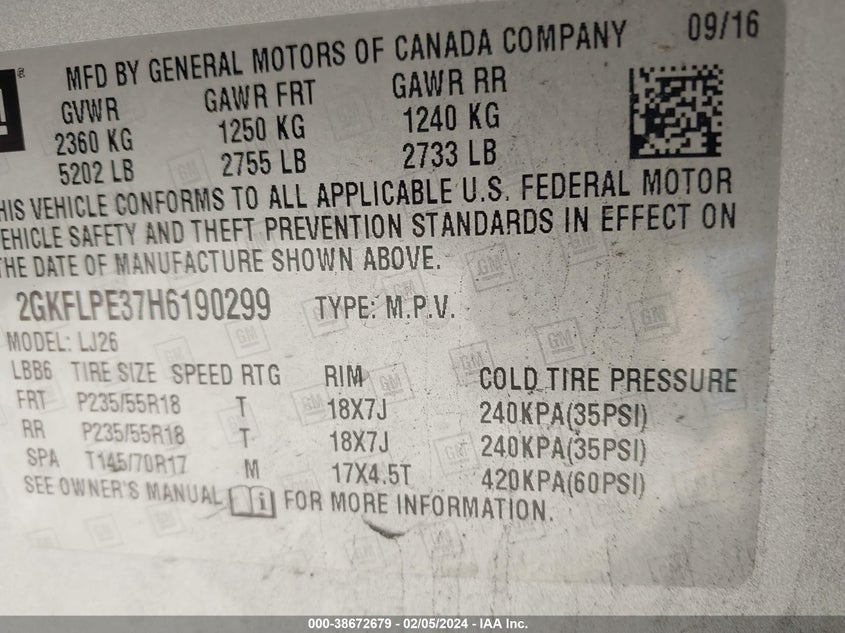 MFD BY GENERAL MOTORS OF CANADA COMPANY 09/16
GVWR GAWR FRT GAWR RR
2360 KG 1250 KG 1240 KG
5202 LB 2755 LB 2733 LB
HIS VEHICLE CONFORMS TO ALL APPLICABLE U.S. FEDERAL MOTOR
EHICLE SAFETY AND THEFT PREVENTION STANDARDS IN EFFECT ON
THE DATE OF MANUFACTURE SHOWN ABOVE.
2GKFLPE37H6190299 TYPE: M.P.V.
MODEL: LJ26
LBB6 TIRE SIZE SPEED RTG RIM COLD TIRE PRESSURE
FRT P235/55R18 T 18X7J 240KPA(35PSI)
RR P235/55R18 T 18X7J 240KPA(35PSI)
SPA T145/70R17 M 17X4.5T 420KPA(60PSI)
SEE OWNER'S MANUAL FOR MORE INFORMATION.
000-38672679 - 02/05/2024 - IAA Inc.